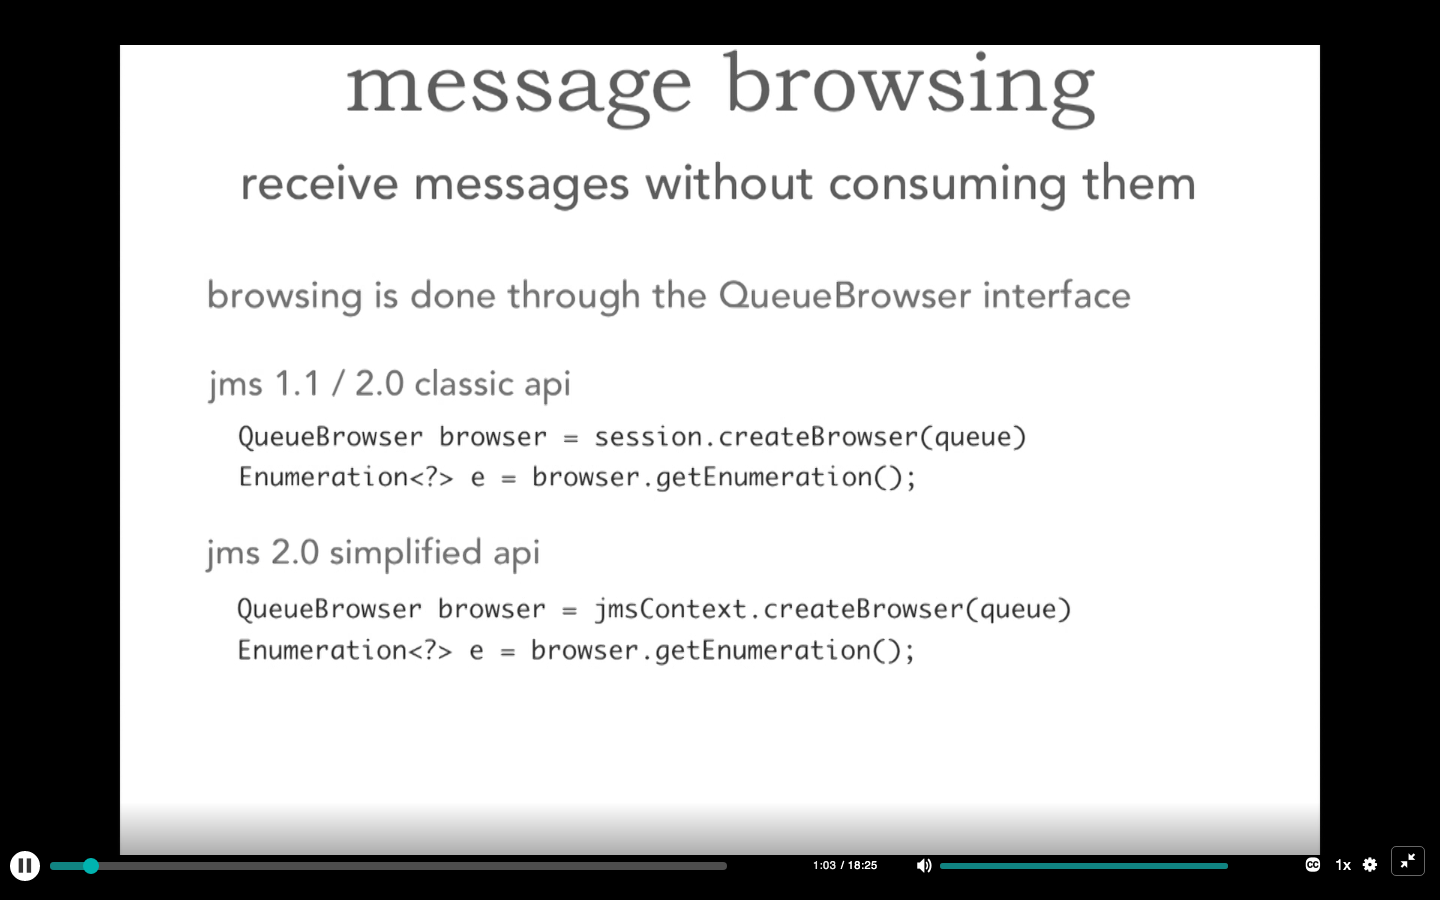 message browsing
receive messages without consuming them
browsing is done through the QueueBrowser interface
jms 1.1 / 2.0 classic api
QueueBrowser browser = session.createBrowser(queue)
Enumeration<?> e = browser.getEnumeration();
jms 2.0 simplified api
QueueBrowser browser = jmsContext.createBrowser(queue)
Enumeration<?> e = browser.getEnumeration();
1:03 / 18:25
CC
1x